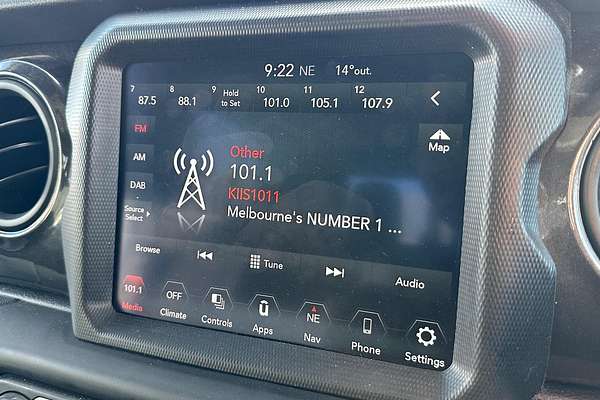 9:22 NE 14° out.
7 8 9 10 11 12
87.5 88.1 Hold to Set 101.0 105.1 107.9
FM
Map
AM
DAB
Source
Select
Other
101.1
KIIS1011
Melbourne's NUMBER 1 ...
Browse Tune Audio
101.1 OFF NE
Media Climate Controls Apps Nav Phone Settings